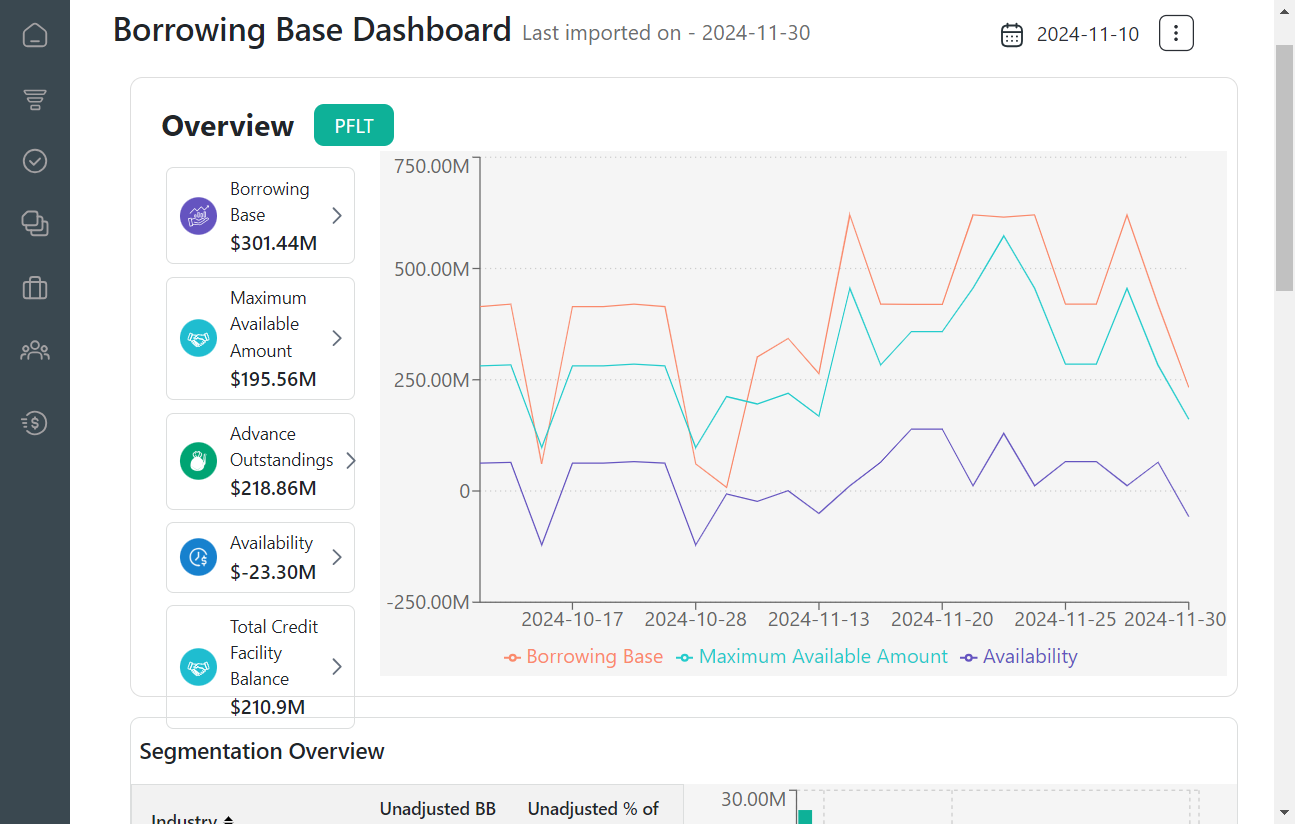 Borrowing Base Dashboard Last imported on - 2024-11-30
2024-11-10
Overview PFLT
Borrowing
Base
$301.44M
Maximum
Available
Amount
$195.56M
Advance
Outstandings
$218.86M
Availability
$-23.30M
Total Credit
Facility
Balance
$210.9M
750.00M
500.00M
250.00M
0
-250.00M
2024-10-17 2024-10-28 2024-11-13 2024-11-20 2024-11-25 2024-11-30
Borrowing Base Maximum Available Amount Availability
Segmentation Overview
Industry Unadjusted BB Unadjusted % of
30.00M